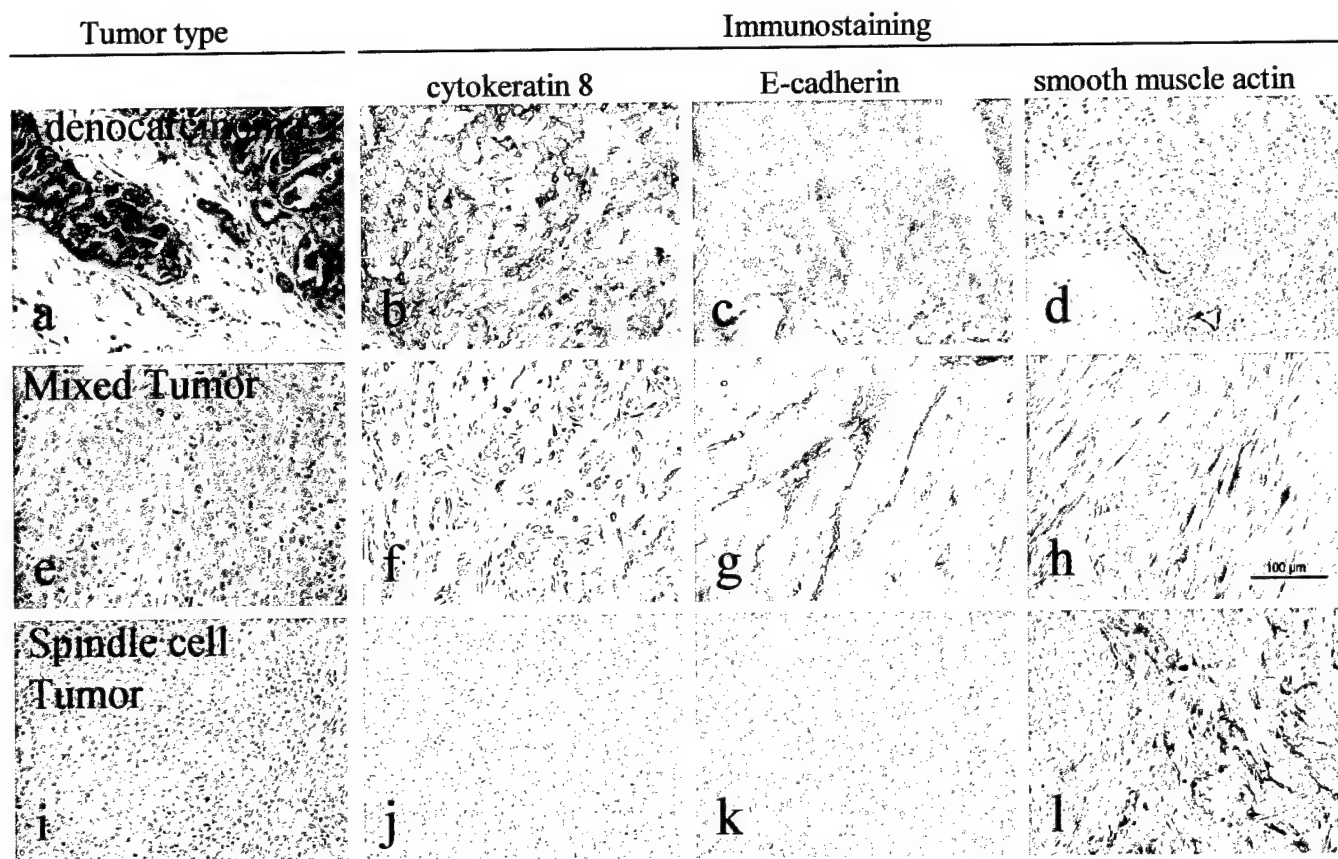 Tumor type
Immunostaining
cytokeratin 8
E-cadherin
smooth muscle actin
Adenocarcinoma
a
b
c
d
Mixed Tumor
e
f
g
h
100 µm
Spindle cell
Tumor
i
j
k
l